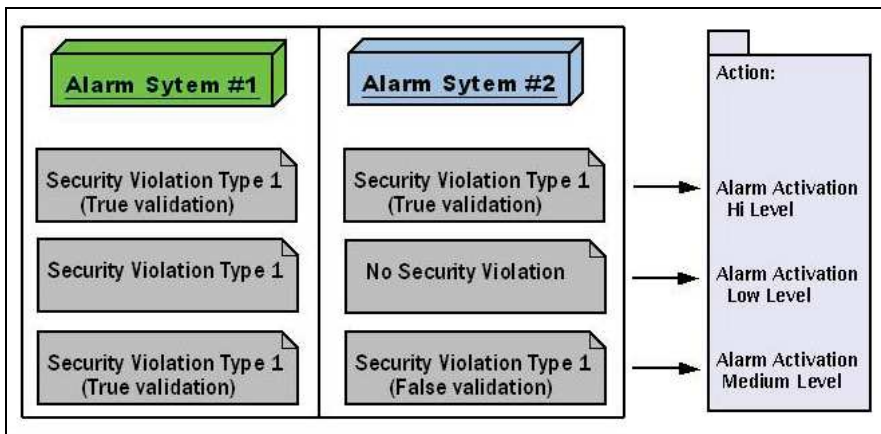 Alarm Sytem #1
Alarm Sytem #2
Action:
Security Violation Type 1
(True validation)
Security Violation Type 1
(True validation)
Alarm Activation
Hi Level
Security Violation Type 1
No Security Violation
Alarm Activation
Low Level
Security Violation Type 1
(True validation)
Security Violation Type 1
(False validation)
Alarm Activation
Medium Level